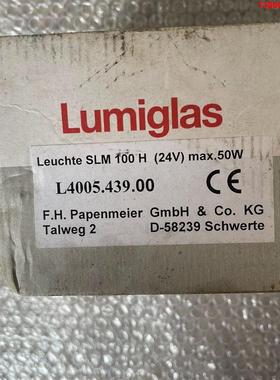 Lumiglas
Leuchte SLM 100 H (24V) max.50W
L4005.439.00 CE
F.H. Papenmeier GmbH & Co. KG
Talweg 2 D-58239 Schwerte